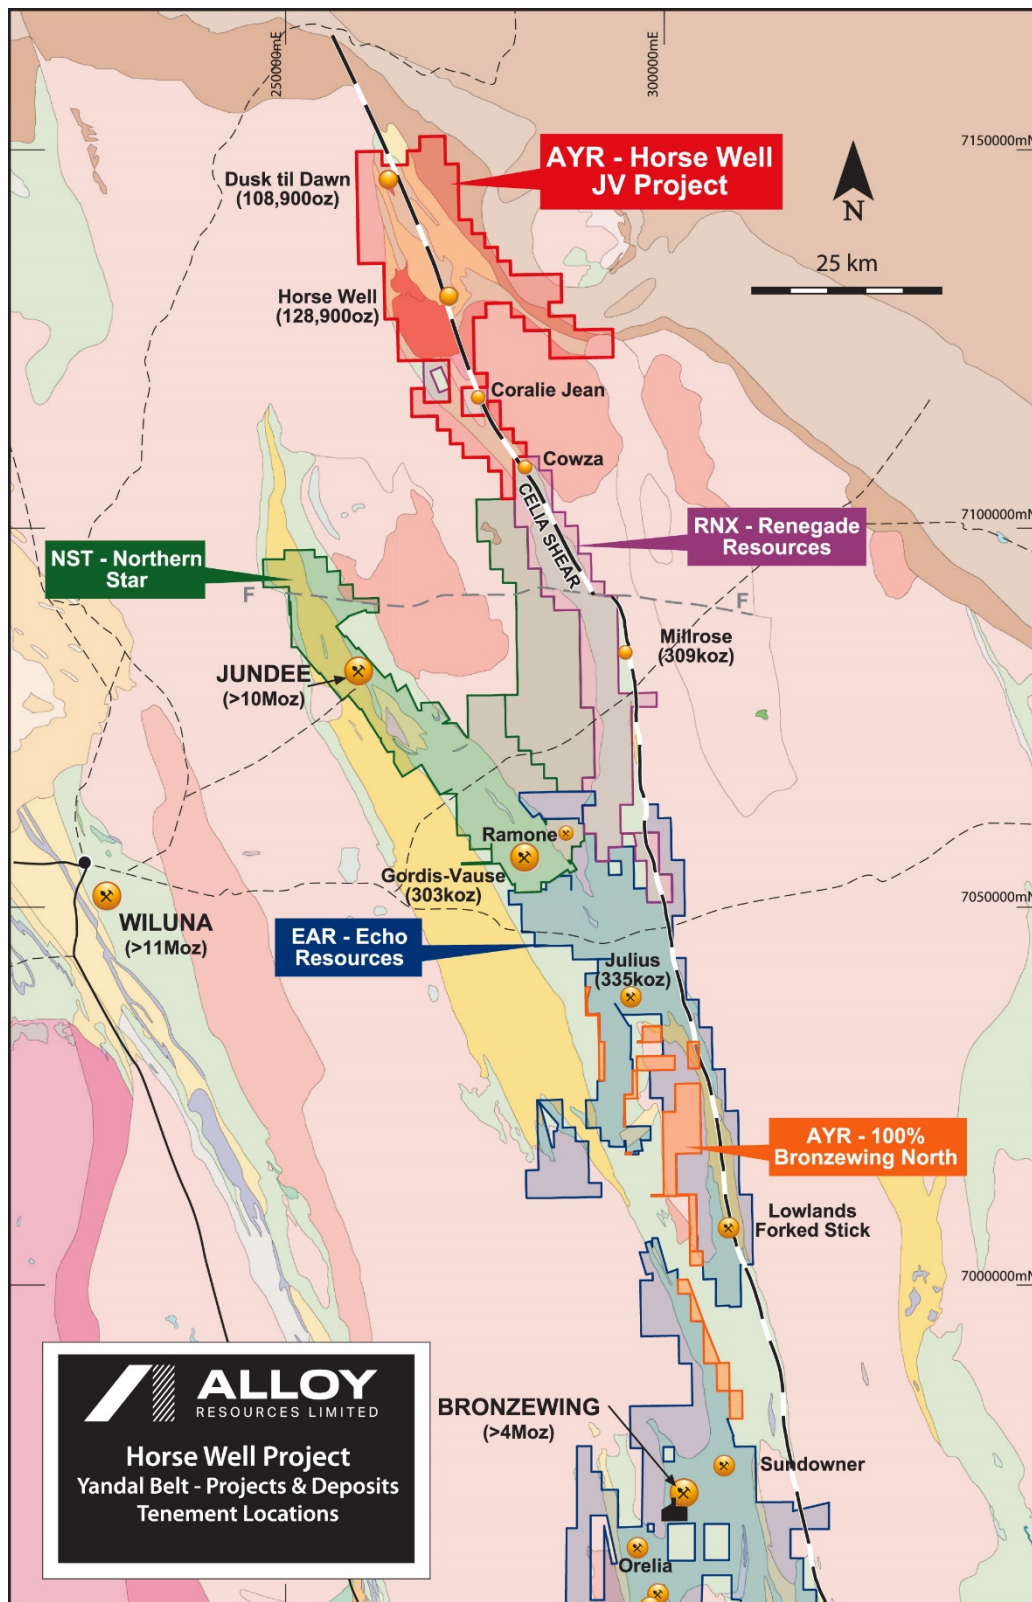 250000mE
300000mE
7150000mN
AYR - Horse Well
JV Project
Dusk til Dawn
(108,900oz)
N
25 km
Horse Well
(128,900oz)
Coralie Jean
Cowza
CELIA SHEAR
7100000mN
RNX - Renegade
Resources
NST - Northern
Star
F
F
Millrose
(309koz)
JUNDEE
(>10Moz)
Ramone
Gordis-Vause
(303koz)
7050000mN
WILUNA
(>11Moz)
EAR - Echo
Resources
Julius
(335koz)
AYR - 100%
Bronzewing North
Lowlands
Forked Stick
7000000mN
ALLOY
RESOURCES LIMITED
Horse Well Project
Yandal Belt - Projects & Deposits
Tenement Locations
BRONZEWING
(>4Moz)
Sundowner
Orelia